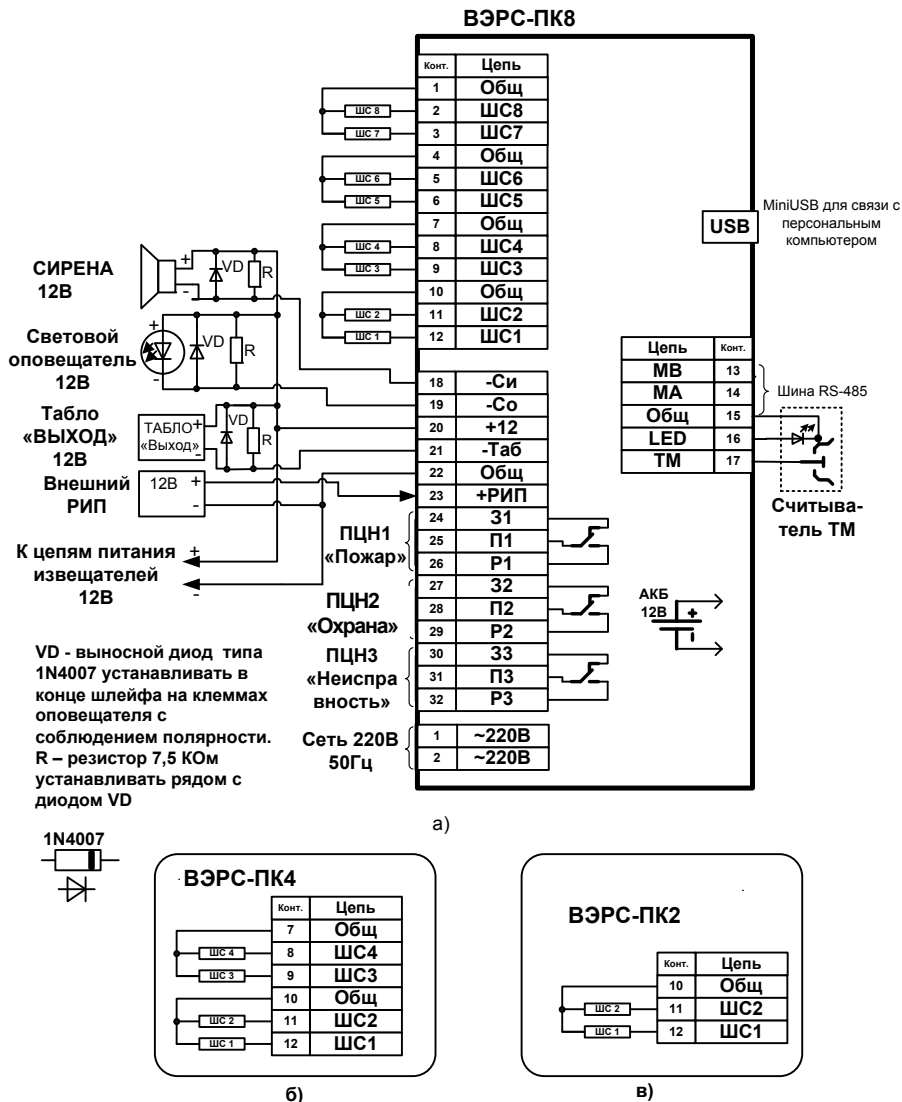 ВЭРС-ПК8
Конт. Цепь
1 Общ
ШС 8 2 ШС8
ШС 7 3 ШС7
4 Общ
ШС 6 5 ШС6
ШС 5 6 ШС5
7 Общ
ШС 4 8 ШС4
ШС 3 9 ШС3
10 Общ
ШС 2 11 ШС2
ШС 1 12 ШС1
18 -Си
19 -Со
20 +12
21 -Таб
22 Общ
23 +РИП
24 З1
25 П1
26 Р1
27 З2
28 П2
29 Р2
30 З3
31 П3
32 Р3
1 ~220В
2 ~220В
СИРЕНА
12В
+ VD R
-
Световой
оповещатель
12В
+ VD R
-
Табло
«ВЫХОД»
12В
ТАБЛО + VD R
«Выход» -
Внешний
РИП
12В +
-
К цепям питания
извещателей
12В
+
-
ПЦН1
«Пожар»
ПЦН2
«Охрана»
ПЦН3
«Неиспра
вность»
Сеть 220В
50Гц
USB
MiniUSB для связи с
персональным
компьютером
Цепь Конт.
МВ 13
МА 14
Общ 15
LED 16
ТМ 17
Шина RS-485
Считыва-
тель ТМ
АКБ
12В
+
-
VD - выносной диод типа
1N4007 устанавливать в
конце шлейфа на клеммах
оповещателя с
соблюдением полярности.
R – резистор 7,5 КОм
устанавливать рядом с
диодом VD
1N4007
а)
ВЭРС-ПК4
Конт. Цепь
7 Общ
ШС 4 8 ШС4
ШС 3 9 ШС3
10 Общ
ШС 2 11 ШС2
ШС 1 12 ШС1
б)
ВЭРС-ПК2
Конт. Цепь
10 Общ
ШС 2 11 ШС2
ШС 1 12 ШС1
в)